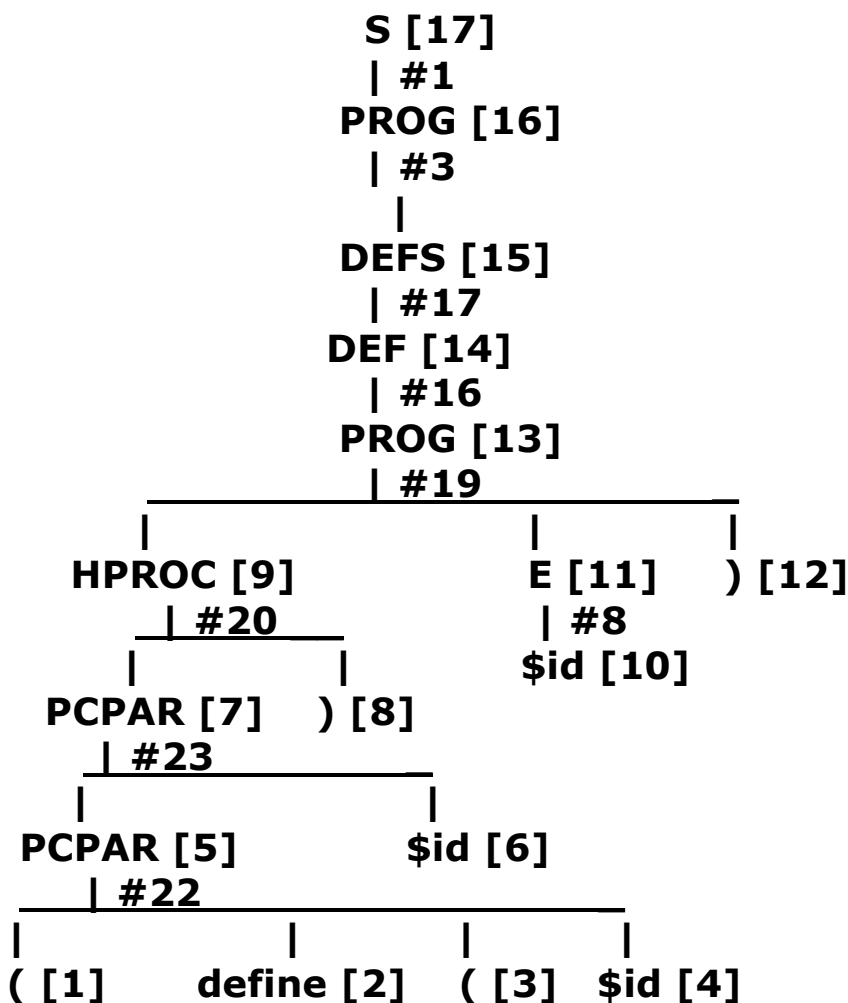 S [17]
| #1
PROG [16]
| #3
|
DEFS [15]
| #17
DEF [14]
| #16
PROG [13]
| #19
| | |
HPROC [9] E [11] ) [12]
| #20 | #8
| | $id [10]
PCPAR [7] ) [8]
| #23
| |
PCPAR [5] $id [6]
| #22
| | | |
( [1] define [2] ( [3] $id [4]